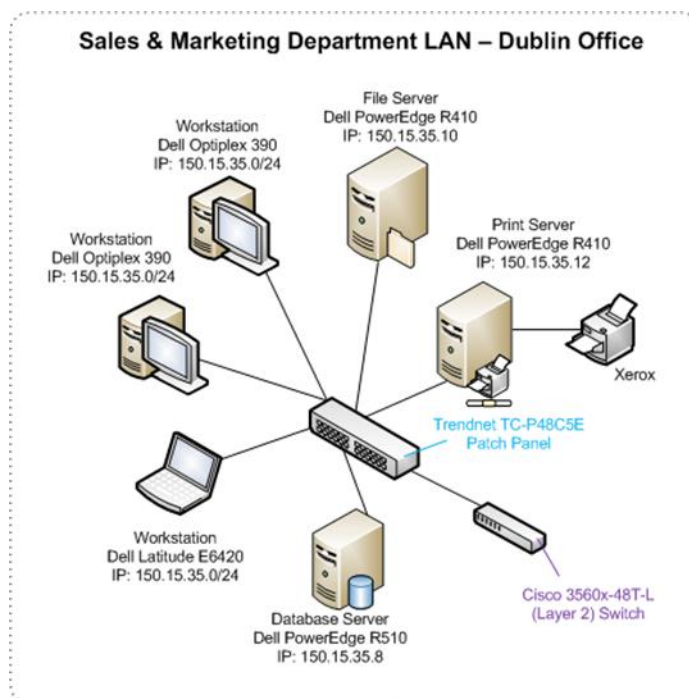 Sales & Marketing Department LAN – Dublin Office
File Server
Dell PowerEdge R410
IP: 150.15.35.10
Workstation
Dell Optiplex 390
IP: 150.15.35.0/24
Print Server
Dell PowerEdge R410
IP: 150.15.35.12
Workstation
Dell Optiplex 390
IP: 150.15.35.0/24
Xerox
Trendnet TC-P48C5E
Patch Panel
Workstation
Dell Latitude E6420
IP: 150.15.35.0/24
Cisco 3560x-48T-L
(Layer 2) Switch
Database Server
Dell PowerEdge R510
IP: 150.15.35.8